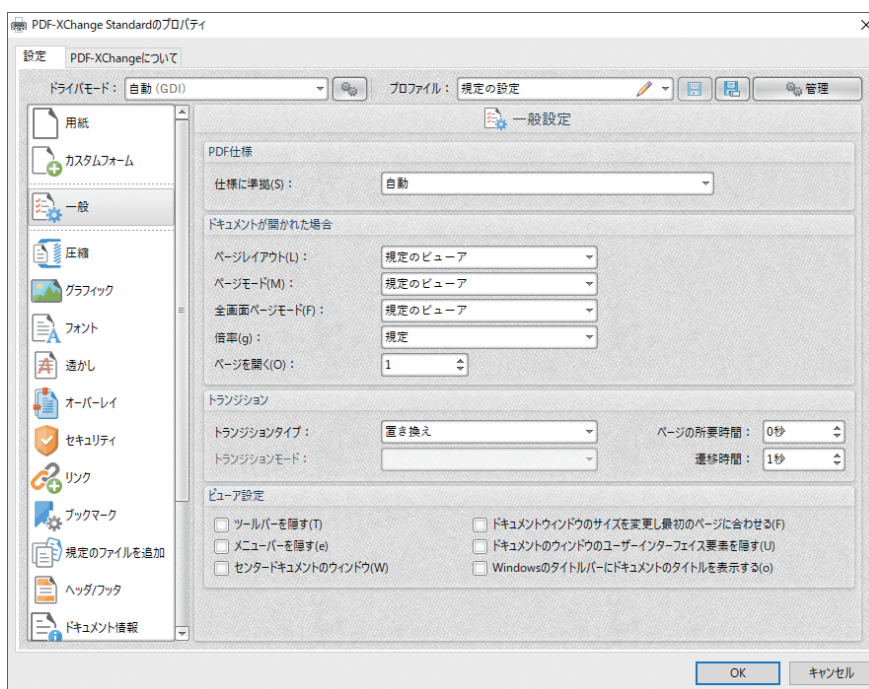 PDF-XChange Standardのプロパティ
設定 PDF-XChangeについて
ドライバモード： 自動 (GDI) プロファイル： 規定の設定 管理
用紙
カスタムフォーム
一般
圧縮
グラフィック
フォント
透かし
オーバーレイ
セキュリティ
リンク
ブックマーク
規定のファイルを追加
ヘッダ/フッタ
ドキュメント情報
一般設定
PDF仕様
仕様に準拠(S)： 自動
ドキュメントが開かれた場合
ページレイアウト(L)： 規定のビューア
ページモード(M)： 規定のビューア
全画面ページモード(F)： 規定のビューア
倍率(g)： 規定
ページを開く(O)： 1
トランジション
トランジションタイプ： 置き換え ページの所要時間： 0秒
トランジションモード： 遷移時間： 1秒
ビューア設定
ツールバーを隠す(T) ドキュメントウィンドウのサイズを変更し最初のページに合わせる(F)
メニューバーを隠す(e) ドキュメントのウィンドウのユーザーインターフェイス要素を隠す(U)
センタードキュメントのウィンドウ(W) Windowsのタイトルバーにドキュメントのタイトルを表示する(o)
OK キャンセル